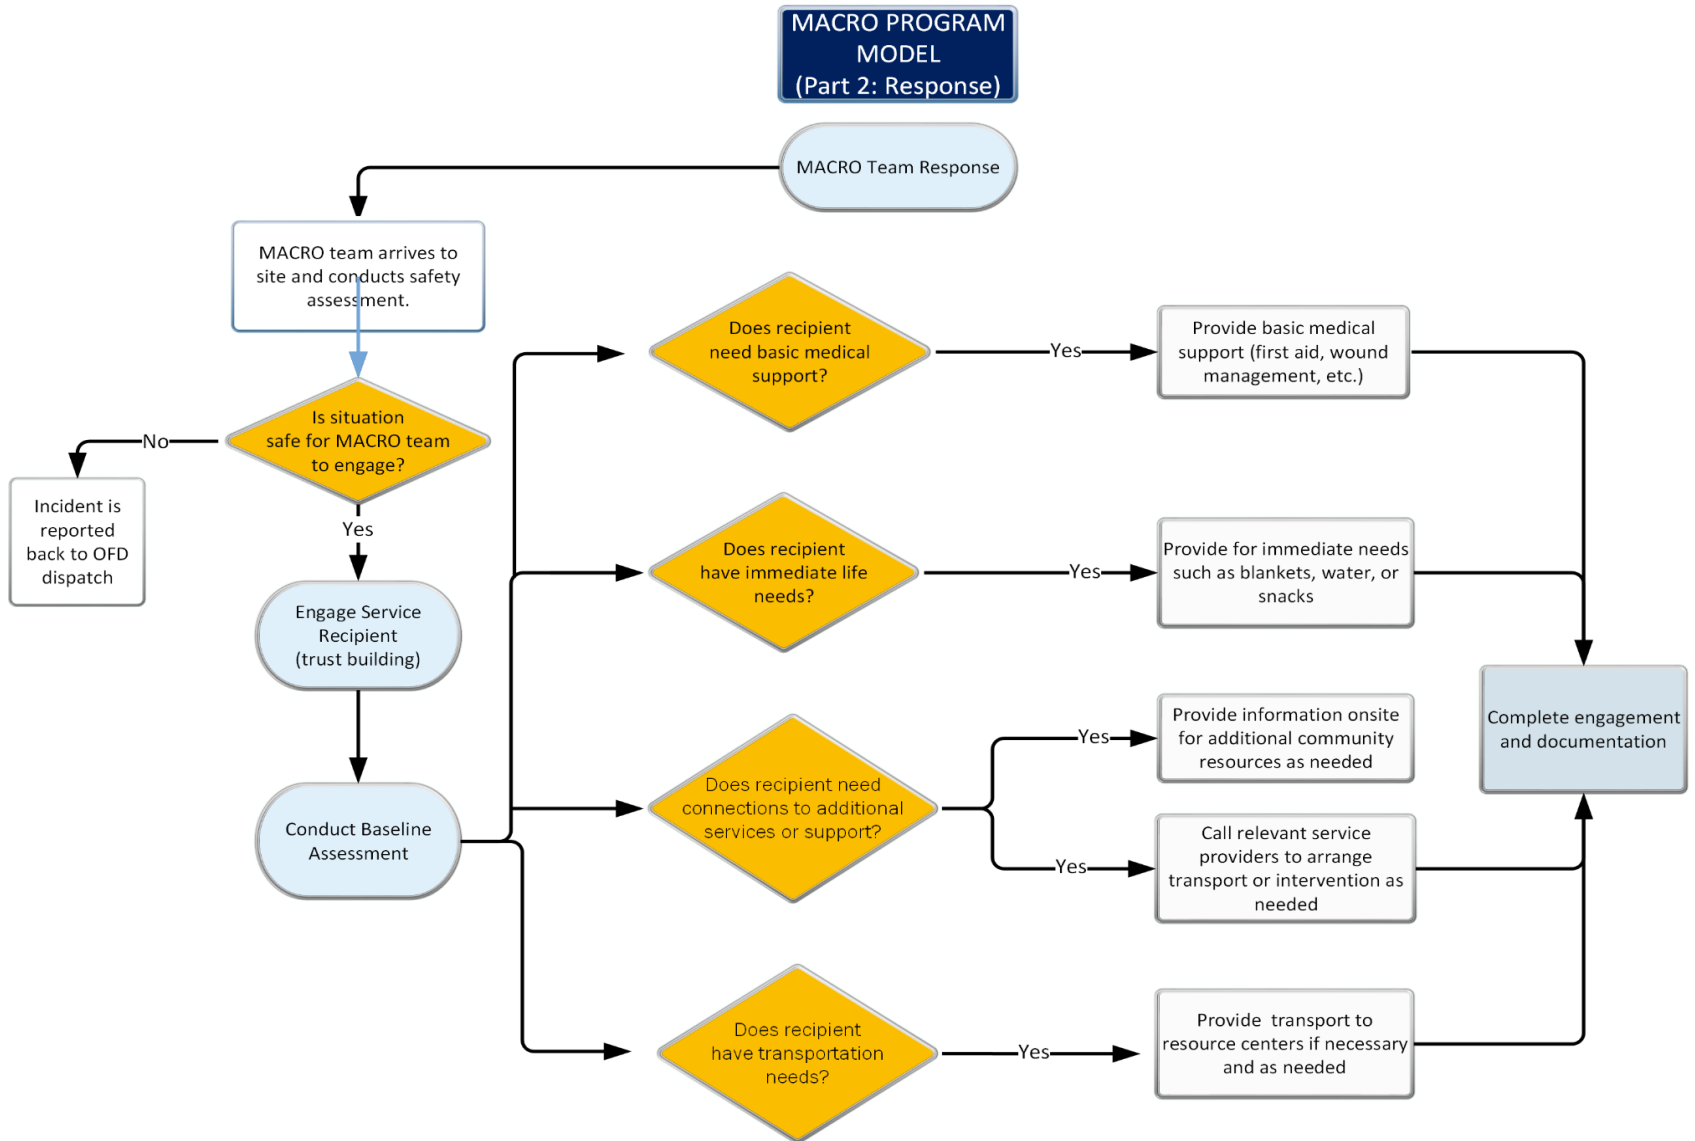 MACRO PROGRAM
MODEL
(Part 2: Response)
MACRO Team Response
MACRO team arrives to
site and conducts safety
assessment.
Is situation
safe for MACRO team
to engage?
No
Incident is
reported
back to OFD
dispatch
Yes
Engage Service
Recipient
(trust building)
Conduct Baseline
Assessment
Does recipient
need basic medical
support?
Yes
Provide basic medical
support (first aid, wound
management, etc.)
Does recipient
have immediate life
needs?
Yes
Provide for immediate needs
such as blankets, water, or
snacks
Does recipient need
connections to additional
services or support?
Yes
Provide information onsite
for additional community
resources as needed
Yes
Call relevant service
providers to arrange
transport or intervention as
needed
Does recipient
have transportation
needs?
Yes
Provide  transport to
resource centers if necessary
and as needed
Complete engagement
and documentation